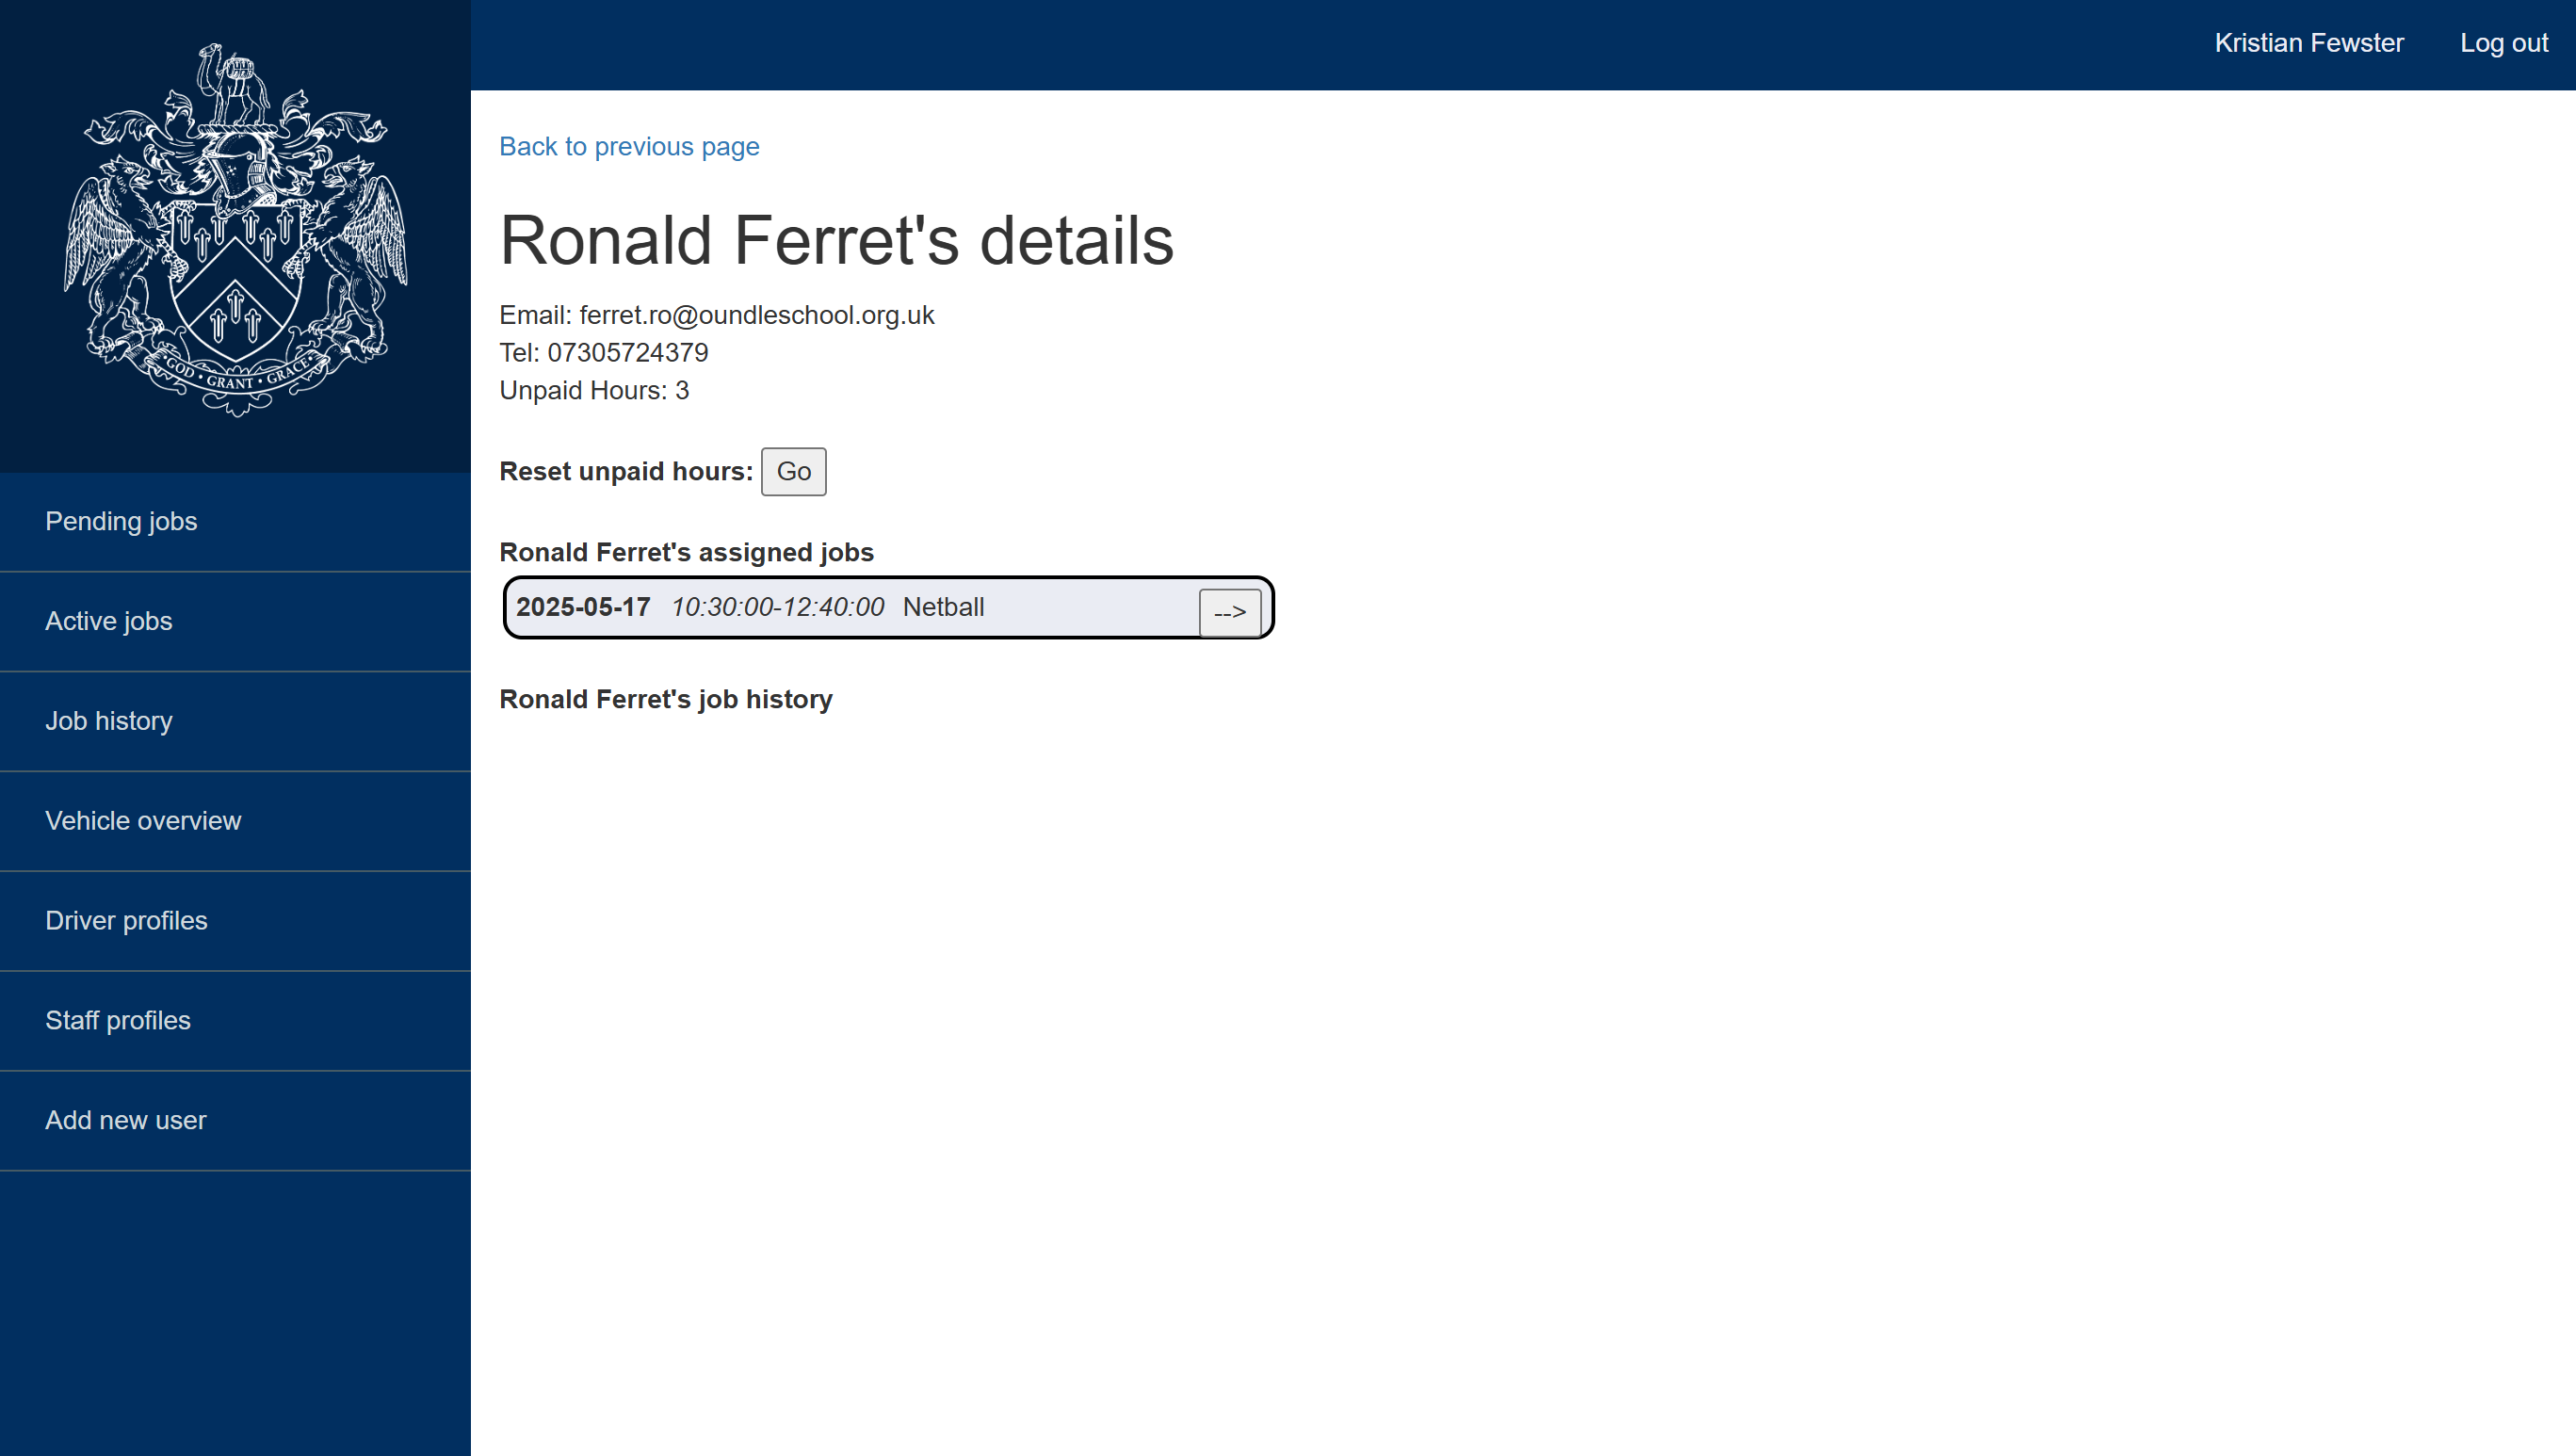 GOD • GRANT • GRACE
Kristian Fewster Log out
Pending jobs
Active jobs
Job history
Vehicle overview
Driver profiles
Staff profiles
Add new user
Back to previous page
Ronald Ferret's details
Email: ferret.ro@oundleschool.org.uk
Tel: 07305724379
Unpaid Hours: 3
Reset unpaid hours: Go
Ronald Ferret's assigned jobs
2025-05-17 10:30:00-12:40:00 Netball -->
Ronald Ferret's job history